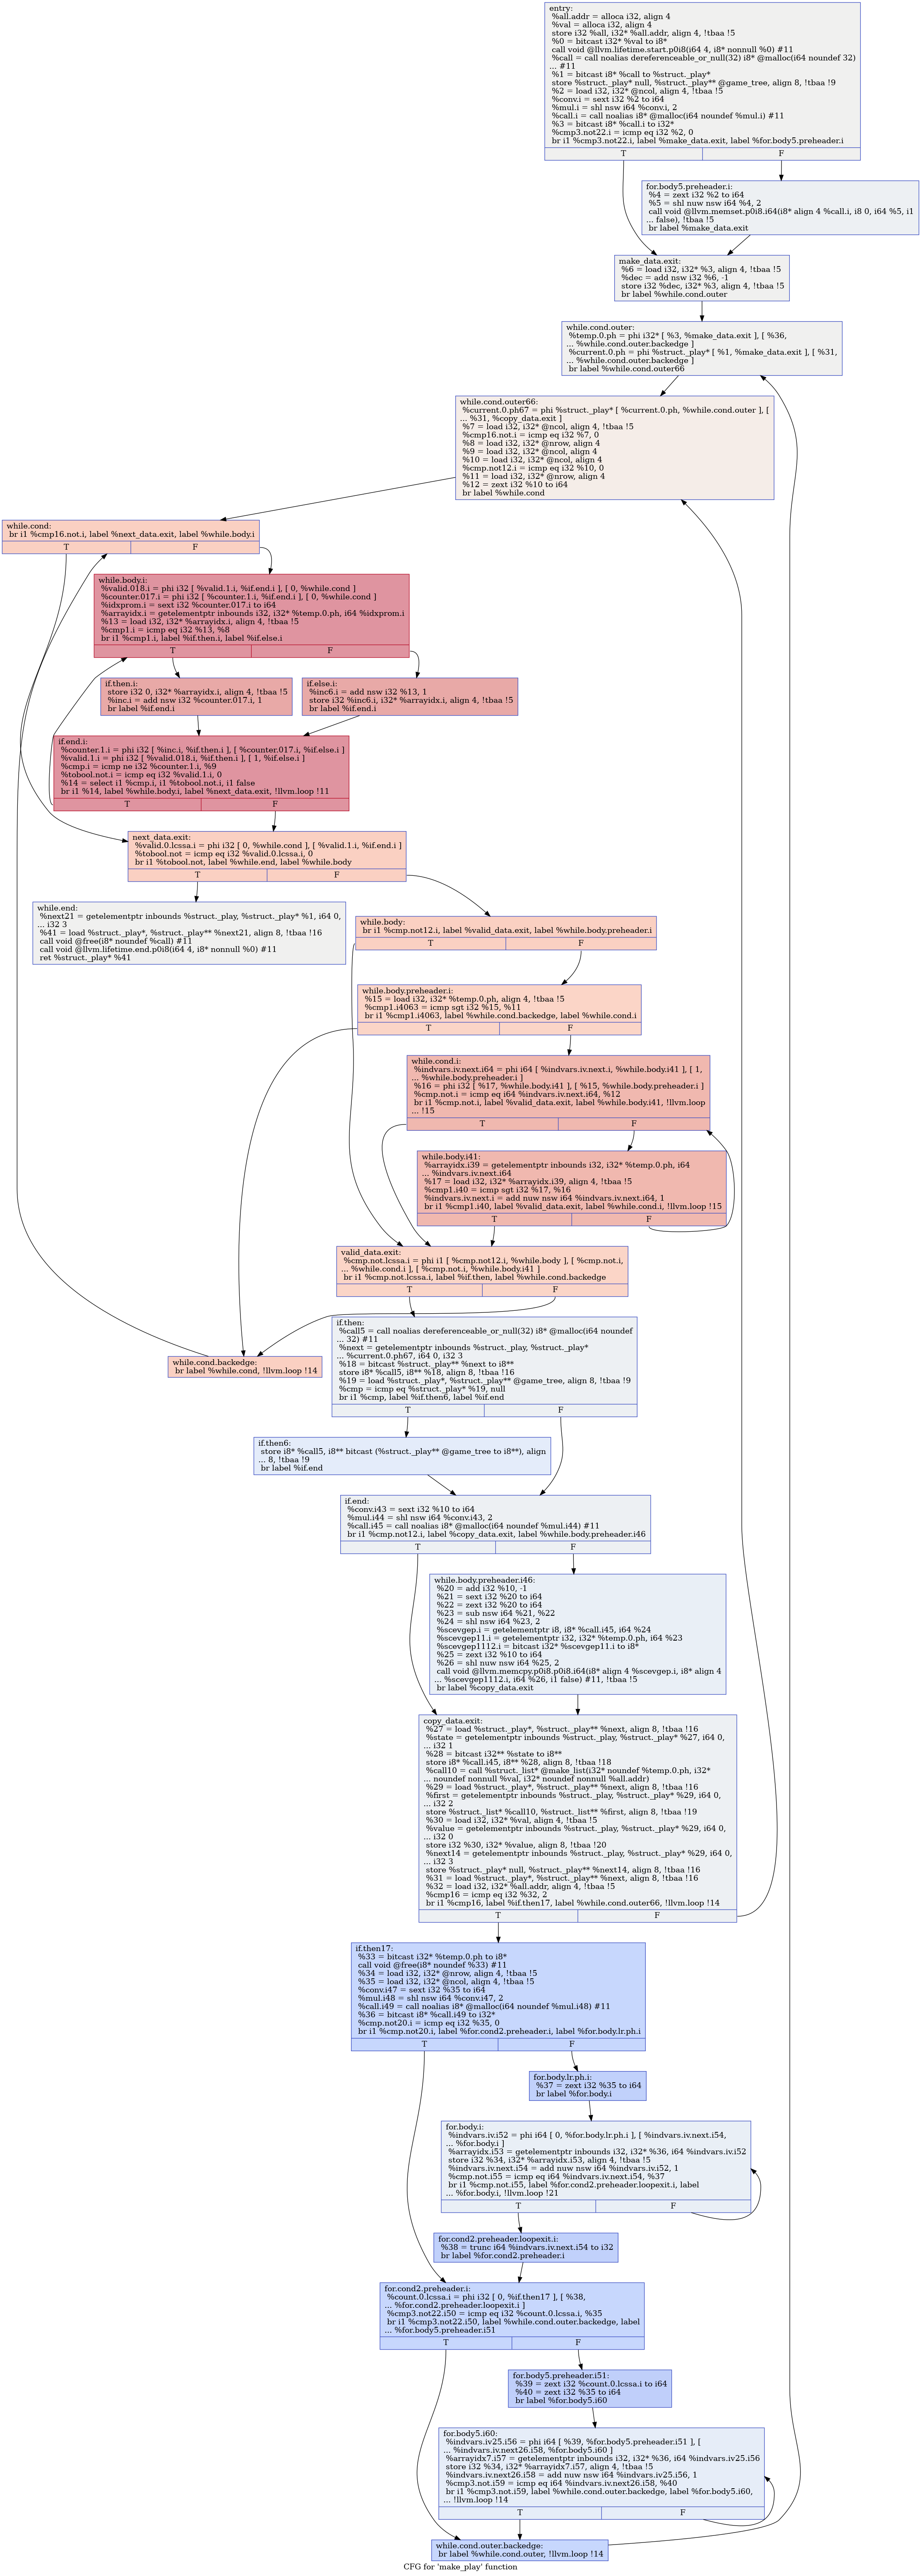 entry:
%all.addr = alloca i32, align 4
%val = alloca i32, align 4
store i32 %all, i32* %all.addr, align 4, !tbaa !5
%0 = bitcast i32* %val to i8*
call void @llvm.lifetime.start.p0i8(i64 4, i8* nonnull %0) #11
%call = call noalias dereferenceable_or_null(32) i8* @malloc(i64 noundef 32)
... #11
%1 = bitcast i8* %call to %struct._play*
store %struct._play* null, %struct._play** @game_tree, align 8, !tbaa !9
%2 = load i32, i32* @ncol, align 4, !tbaa !5
%conv.i = sext i32 %2 to i64
%mul.i = shl nsw i64 %conv.i, 2
%call.i = call noalias i8* @malloc(i64 noundef %mul.i) #11
%3 = bitcast i8* %call.i to i32*
%cmp3.not22.i = icmp eq i32 %2, 0
br i1 %cmp3.not22.i, label %make_data.exit, label %for.body5.preheader.i
T F
for.body5.preheader.i:
%4 = zext i32 %2 to i64
%5 = shl nuw nsw i64 %4, 2
call void @llvm.memset.p0i8.i64(i8* align 4 %call.i, i8 0, i64 %5, i1
... false), !tbaa !5
br label %make_data.exit
make_data.exit:
%6 = load i32, i32* %3, align 4, !tbaa !5
%dec = add nsw i32 %6, -1
store i32 %dec, i32* %3, align 4, !tbaa !5
br label %while.cond.outer
while.cond.outer:
%temp.0.ph = phi i32* [ %3, %make_data.exit ], [ %36,
... %while.cond.outer.backedge ]
%current.0.ph = phi %struct._play* [ %1, %make_data.exit ], [ %31,
... %while.cond.outer.backedge ]
br label %while.cond.outer66
while.cond.outer66:
%current.0.ph67 = phi %struct._play* [ %current.0.ph, %while.cond.outer ], [
... %31, %copy_data.exit ]
%7 = load i32, i32* @ncol, align 4, !tbaa !5
%cmp16.not.i = icmp eq i32 %7, 0
%8 = load i32, i32* @nrow, align 4
%9 = load i32, i32* @ncol, align 4
%10 = load i32, i32* @ncol, align 4
%cmp.not12.i = icmp eq i32 %10, 0
%11 = load i32, i32* @nrow, align 4
%12 = zext i32 %10 to i64
br label %while.cond
while.cond:
br i1 %cmp16.not.i, label %next_data.exit, label %while.body.i
T F
while.body.i:
%valid.018.i = phi i32 [ %valid.1.i, %if.end.i ], [ 0, %while.cond ]
%counter.017.i = phi i32 [ %counter.1.i, %if.end.i ], [ 0, %while.cond ]
%idxprom.i = sext i32 %counter.017.i to i64
%arrayidx.i = getelementptr inbounds i32, i32* %temp.0.ph, i64 %idxprom.i
%13 = load i32, i32* %arrayidx.i, align 4, !tbaa !5
%cmp1.i = icmp eq i32 %13, %8
br i1 %cmp1.i, label %if.then.i, label %if.else.i
T F
if.then.i:
store i32 0, i32* %arrayidx.i, align 4, !tbaa !5
%inc.i = add nsw i32 %counter.017.i, 1
br label %if.end.i
if.else.i:
%inc6.i = add nsw i32 %13, 1
store i32 %inc6.i, i32* %arrayidx.i, align 4, !tbaa !5
br label %if.end.i
if.end.i:
%counter.1.i = phi i32 [ %inc.i, %if.then.i ], [ %counter.017.i, %if.else.i ]
%valid.1.i = phi i32 [ %valid.018.i, %if.then.i ], [ 1, %if.else.i ]
%cmp.i = icmp ne i32 %counter.1.i, %9
%tobool.not.i = icmp eq i32 %valid.1.i, 0
%14 = select i1 %cmp.i, i1 %tobool.not.i, i1 false
br i1 %14, label %while.body.i, label %next_data.exit, !llvm.loop !11
T F
next_data.exit:
%valid.0.lcssa.i = phi i32 [ 0, %while.cond ], [ %valid.1.i, %if.end.i ]
%tobool.not = icmp eq i32 %valid.0.lcssa.i, 0
br i1 %tobool.not, label %while.end, label %while.body
T F
while.end:
%next21 = getelementptr inbounds %struct._play, %struct._play* %1, i64 0,
... i32 3
%41 = load %struct._play*, %struct._play** %next21, align 8, !tbaa !16
call void @free(i8* noundef %call) #11
call void @llvm.lifetime.end.p0i8(i64 4, i8* nonnull %0) #11
ret %struct._play* %41
while.body:
br i1 %cmp.not12.i, label %valid_data.exit, label %while.body.preheader.i
T F
while.body.preheader.i:
%15 = load i32, i32* %temp.0.ph, align 4, !tbaa !5
%cmp1.i4063 = icmp sgt i32 %15, %11
br i1 %cmp1.i4063, label %while.cond.backedge, label %while.cond.i
T F
while.cond.i:
%indvars.iv.next.i64 = phi i64 [ %indvars.iv.next.i, %while.body.i41 ], [ 1,
... %while.body.preheader.i ]
%16 = phi i32 [ %17, %while.body.i41 ], [ %15, %while.body.preheader.i ]
%cmp.not.i = icmp eq i64 %indvars.iv.next.i64, %12
br i1 %cmp.not.i, label %valid_data.exit, label %while.body.i41, !llvm.loop
... !15
T F
while.body.i41:
%arrayidx.i39 = getelementptr inbounds i32, i32* %temp.0.ph, i64
... %indvars.iv.next.i64
%17 = load i32, i32* %arrayidx.i39, align 4, !tbaa !5
%cmp1.i40 = icmp sgt i32 %17, %16
%indvars.iv.next.i = add nuw nsw i64 %indvars.iv.next.i64, 1
br i1 %cmp1.i40, label %valid_data.exit, label %while.cond.i, !llvm.loop !15
T F
valid_data.exit:
%cmp.not.lcssa.i = phi i1 [ %cmp.not12.i, %while.body ], [ %cmp.not.i,
... %while.cond.i ], [ %cmp.not.i, %while.body.i41 ]
br i1 %cmp.not.lcssa.i, label %if.then, label %while.cond.backedge
T F
while.cond.backedge:
br label %while.cond, !llvm.loop !14
if.then:
%call5 = call noalias dereferenceable_or_null(32) i8* @malloc(i64 noundef
... 32) #11
%next = getelementptr inbounds %struct._play, %struct._play*
... %current.0.ph67, i64 0, i32 3
%18 = bitcast %struct._play** %next to i8**
store i8* %call5, i8** %18, align 8, !tbaa !16
%19 = load %struct._play*, %struct._play** @game_tree, align 8, !tbaa !9
%cmp = icmp eq %struct._play* %19, null
br i1 %cmp, label %if.then6, label %if.end
T F
if.then6:
store i8* %call5, i8** bitcast (%struct._play** @game_tree to i8**), align
... 8, !tbaa !9
br label %if.end
if.end:
%conv.i43 = sext i32 %10 to i64
%mul.i44 = shl nsw i64 %conv.i43, 2
%call.i45 = call noalias i8* @malloc(i64 noundef %mul.i44) #11
br i1 %cmp.not12.i, label %copy_data.exit, label %while.body.preheader.i46
T F
while.body.preheader.i46:
%20 = add i32 %10, -1
%21 = sext i32 %20 to i64
%22 = zext i32 %20 to i64
%23 = sub nsw i64 %21, %22
%24 = shl nsw i64 %23, 2
%scevgep.i = getelementptr i8, i8* %call.i45, i64 %24
%scevgep11.i = getelementptr i32, i32* %temp.0.ph, i64 %23
%scevgep1112.i = bitcast i32* %scevgep11.i to i8*
%25 = zext i32 %10 to i64
%26 = shl nuw nsw i64 %25, 2
call void @llvm.memcpy.p0i8.p0i8.i64(i8* align 4 %scevgep.i, i8* align 4
... %scevgep1112.i, i64 %26, i1 false) #11, !tbaa !5
br label %copy_data.exit
copy_data.exit:
%27 = load %struct._play*, %struct._play** %next, align 8, !tbaa !16
%state = getelementptr inbounds %struct._play, %struct._play* %27, i64 0,
... i32 1
%28 = bitcast i32** %state to i8**
store i8* %call.i45, i8** %28, align 8, !tbaa !18
%call10 = call %struct._list* @make_list(i32* noundef %temp.0.ph, i32*
... noundef nonnull %val, i32* noundef nonnull %all.addr)
%29 = load %struct._play*, %struct._play** %next, align 8, !tbaa !16
%first = getelementptr inbounds %struct._play, %struct._play* %29, i64 0,
... i32 2
store %struct._list* %call10, %struct._list** %first, align 8, !tbaa !19
%30 = load i32, i32* %val, align 4, !tbaa !5
%value = getelementptr inbounds %struct._play, %struct._play* %29, i64 0,
... i32 0
store i32 %30, i32* %value, align 8, !tbaa !20
%next14 = getelementptr inbounds %struct._play, %struct._play* %29, i64 0,
... i32 3
store %struct._play* null, %struct._play** %next14, align 8, !tbaa !16
%31 = load %struct._play*, %struct._play** %next, align 8, !tbaa !16
%32 = load i32, i32* %all.addr, align 4, !tbaa !5
%cmp16 = icmp eq i32 %32, 2
br i1 %cmp16, label %if.then17, label %while.cond.outer66, !llvm.loop !14
T F
if.then17:
%33 = bitcast i32* %temp.0.ph to i8*
call void @free(i8* noundef %33) #11
%34 = load i32, i32* @nrow, align 4, !tbaa !5
%35 = load i32, i32* @ncol, align 4, !tbaa !5
%conv.i47 = sext i32 %35 to i64
%mul.i48 = shl nsw i64 %conv.i47, 2
%call.i49 = call noalias i8* @malloc(i64 noundef %mul.i48) #11
%36 = bitcast i8* %call.i49 to i32*
%cmp.not20.i = icmp eq i32 %35, 0
br i1 %cmp.not20.i, label %for.cond2.preheader.i, label %for.body.lr.ph.i
T F
for.body.lr.ph.i:
%37 = zext i32 %35 to i64
br label %for.body.i
for.body.i:
%indvars.iv.i52 = phi i64 [ 0, %for.body.lr.ph.i ], [ %indvars.iv.next.i54,
... %for.body.i ]
%arrayidx.i53 = getelementptr inbounds i32, i32* %36, i64 %indvars.iv.i52
store i32 %34, i32* %arrayidx.i53, align 4, !tbaa !5
%indvars.iv.next.i54 = add nuw nsw i64 %indvars.iv.i52, 1
%cmp.not.i55 = icmp eq i64 %indvars.iv.next.i54, %37
br i1 %cmp.not.i55, label %for.cond2.preheader.loopexit.i, label
... %for.body.i, !llvm.loop !21
T F
for.cond2.preheader.loopexit.i:
%38 = trunc i64 %indvars.iv.next.i54 to i32
br label %for.cond2.preheader.i
for.cond2.preheader.i:
%count.0.lcssa.i = phi i32 [ 0, %if.then17 ], [ %38,
... %for.cond2.preheader.loopexit.i ]
%cmp3.not22.i50 = icmp eq i32 %count.0.lcssa.i, %35
br i1 %cmp3.not22.i50, label %while.cond.outer.backedge, label
... %for.body5.preheader.i51
T F
for.body5.preheader.i51:
%39 = zext i32 %count.0.lcssa.i to i64
%40 = zext i32 %35 to i64
br label %for.body5.i60
for.body5.i60:
%indvars.iv25.i56 = phi i64 [ %39, %for.body5.preheader.i51 ], [
... %indvars.iv.next26.i58, %for.body5.i60 ]
%arrayidx7.i57 = getelementptr inbounds i32, i32* %36, i64 %indvars.iv25.i56
store i32 %34, i32* %arrayidx7.i57, align 4, !tbaa !5
%indvars.iv.next26.i58 = add nuw nsw i64 %indvars.iv25.i56, 1
%cmp3.not.i59 = icmp eq i64 %indvars.iv.next26.i58, %40
br i1 %cmp3.not.i59, label %while.cond.outer.backedge, label %for.body5.i60,
... !llvm.loop !14
T F
while.cond.outer.backedge:
br label %while.cond.outer, !llvm.loop !14
CFG for 'make_play' function